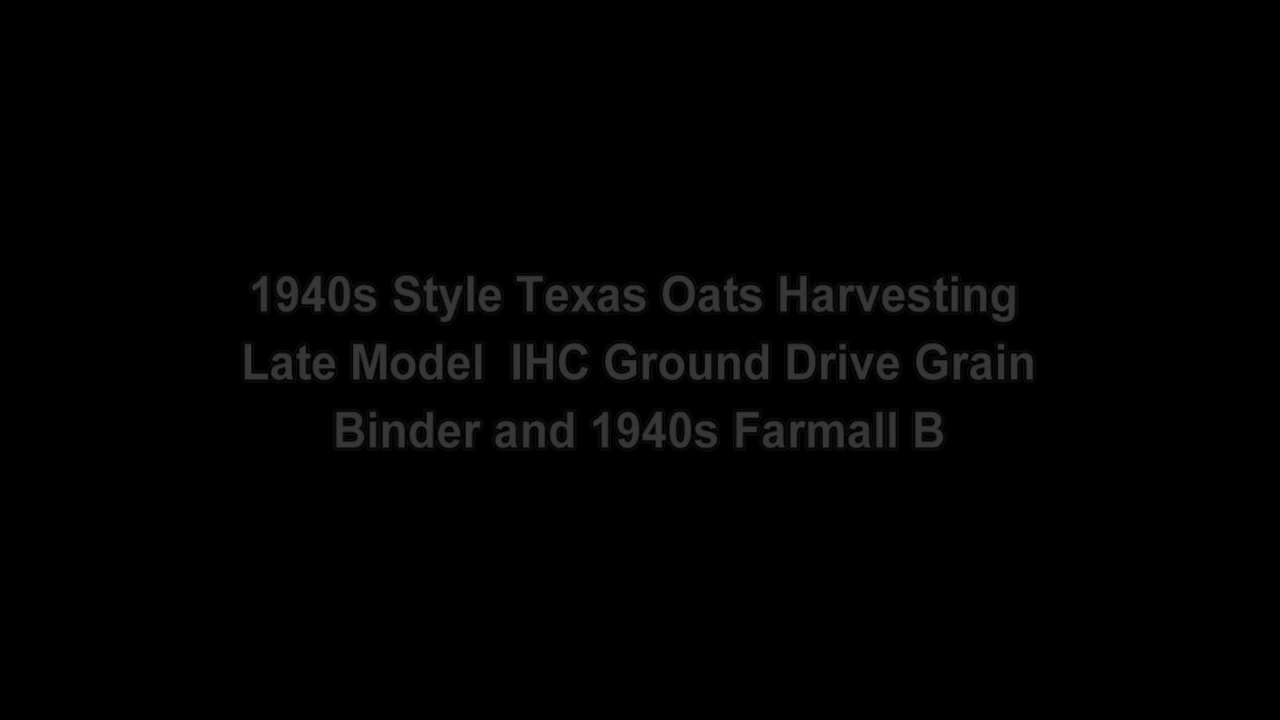 1940s Style Texas Oats Harvesting
Late Model  IHC Ground Drive Grain
Binder and 1940s Farmall B